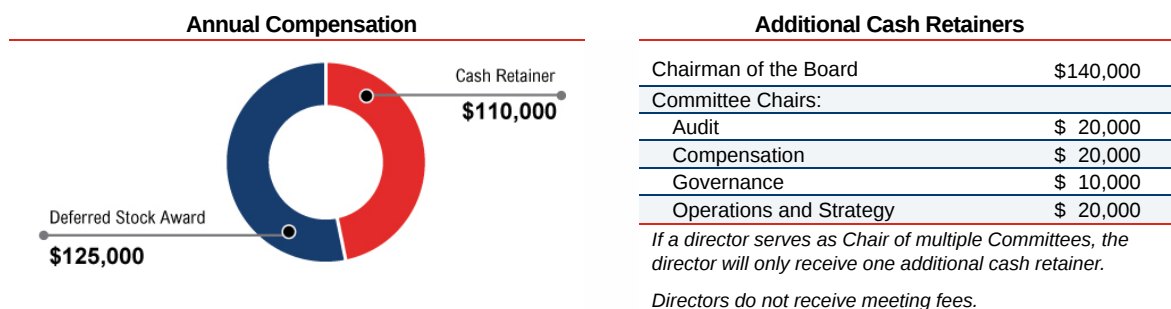 Annual Compensation
Cash Retainer
$110,000
Deferred Stock Award
$125,000
Additional Cash Retainers
Chairman of the Board $140,000
Committee Chairs:
Audit $ 20,000
Compensation $ 20,000
Governance $ 10,000
Operations and Strategy $ 20,000
If a director serves as Chair of multiple Committees, the
director will only receive one additional cash retainer.
Directors do not receive meeting fees.